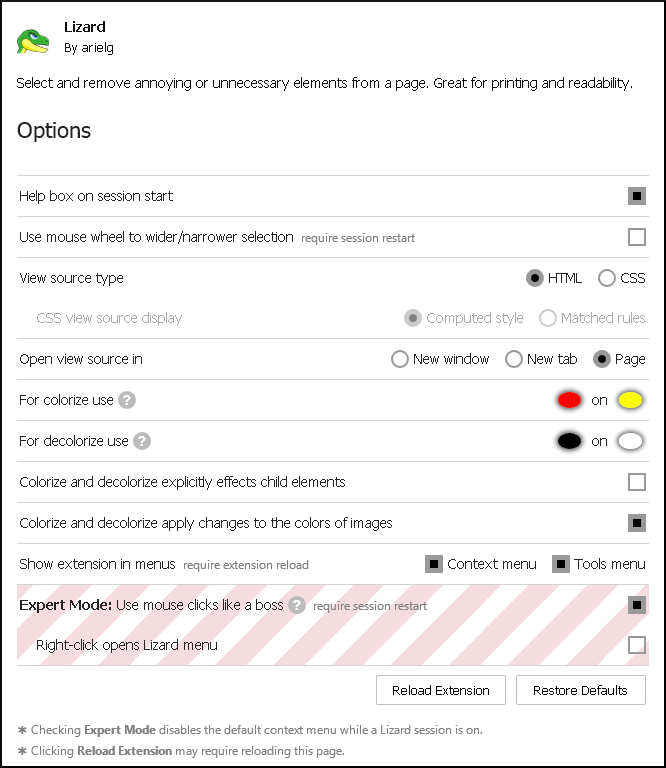 Lizard
By arielg
Select and remove annoying or unnecessary elements from a page. Great for printing and readability.
Options
Help box on session start
Use mouse wheel to wider/narrower selection require session restart
View source type HTML CSS
CSS view source display Computed style Matched rules
Open view source in New window New tab Page
For colorize use ? on
For decolorize use ? on
Colorize and decolorize explicitly effects child elements
Colorize and decolorize apply changes to the colors of images
Show extension in menus require extension reload Context menu Tools menu
Expert Mode: Use mouse clicks like a boss ? require session restart
Right-click opens Lizard menu
Reload Extension Restore Defaults
∗ Checking Expert Mode disables the default context menu while a Lizard session is on.
∗ Clicking Reload Extension may require reloading this page.